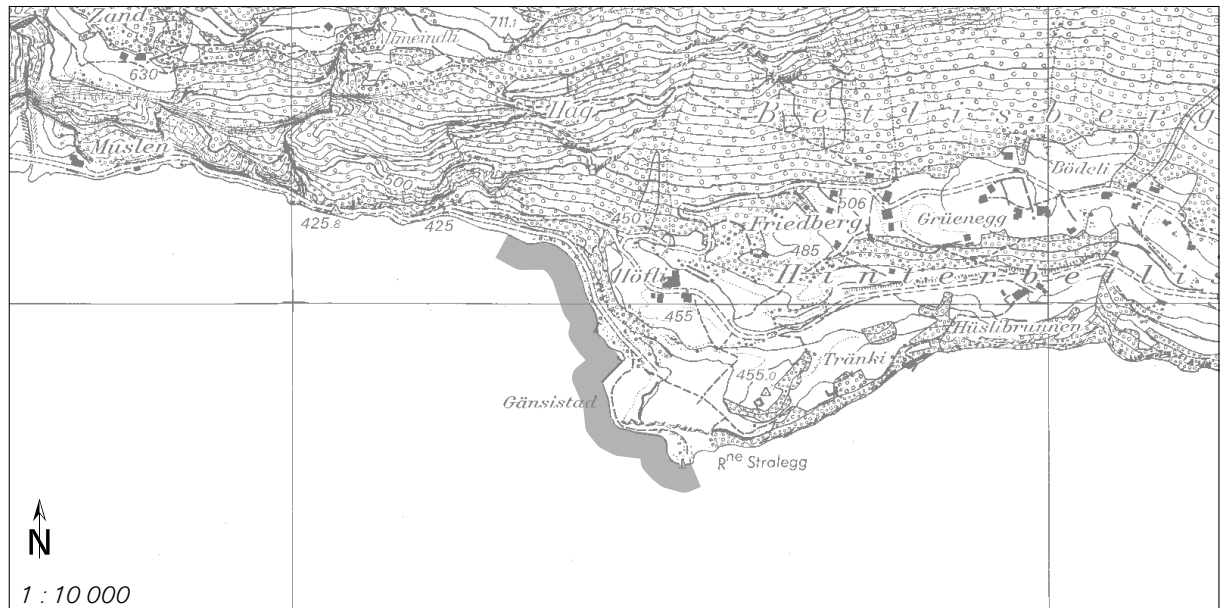 Zand
711.1
Allmeindli
630
Hag
Betlisberg
Müslen
Bödeli
500
450
506
425.8
425
Friedberg
Grüenegg
485
Höfli
Hinterbetlis
455
Hüslibrunnen
Tränki
455.0
Gänsistad
Rne Stralegg
N
1 : 10 000